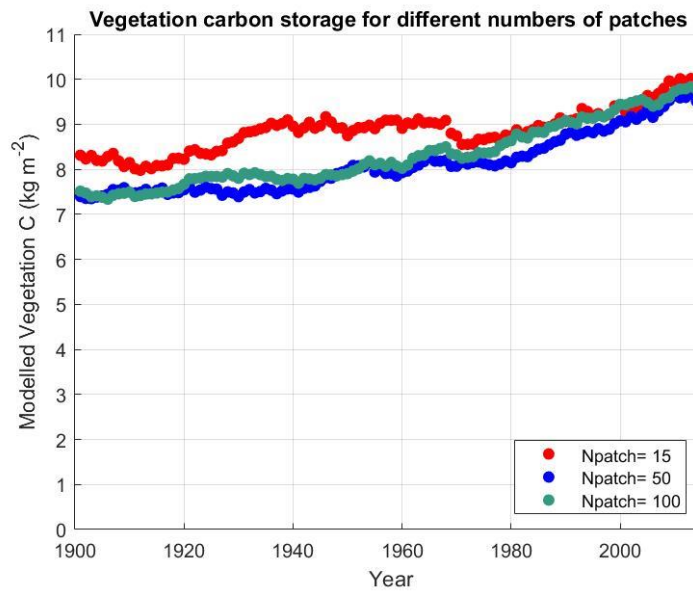 Vegetation carbon storage for different numbers of patches
11
10
9
8
7
6
5
4
3
2
1
0
Modelled Vegetation C (kg m-2)
Npatch= 15
Npatch= 50
Npatch= 100
1900 1920 1940 1960 1980 2000
Year